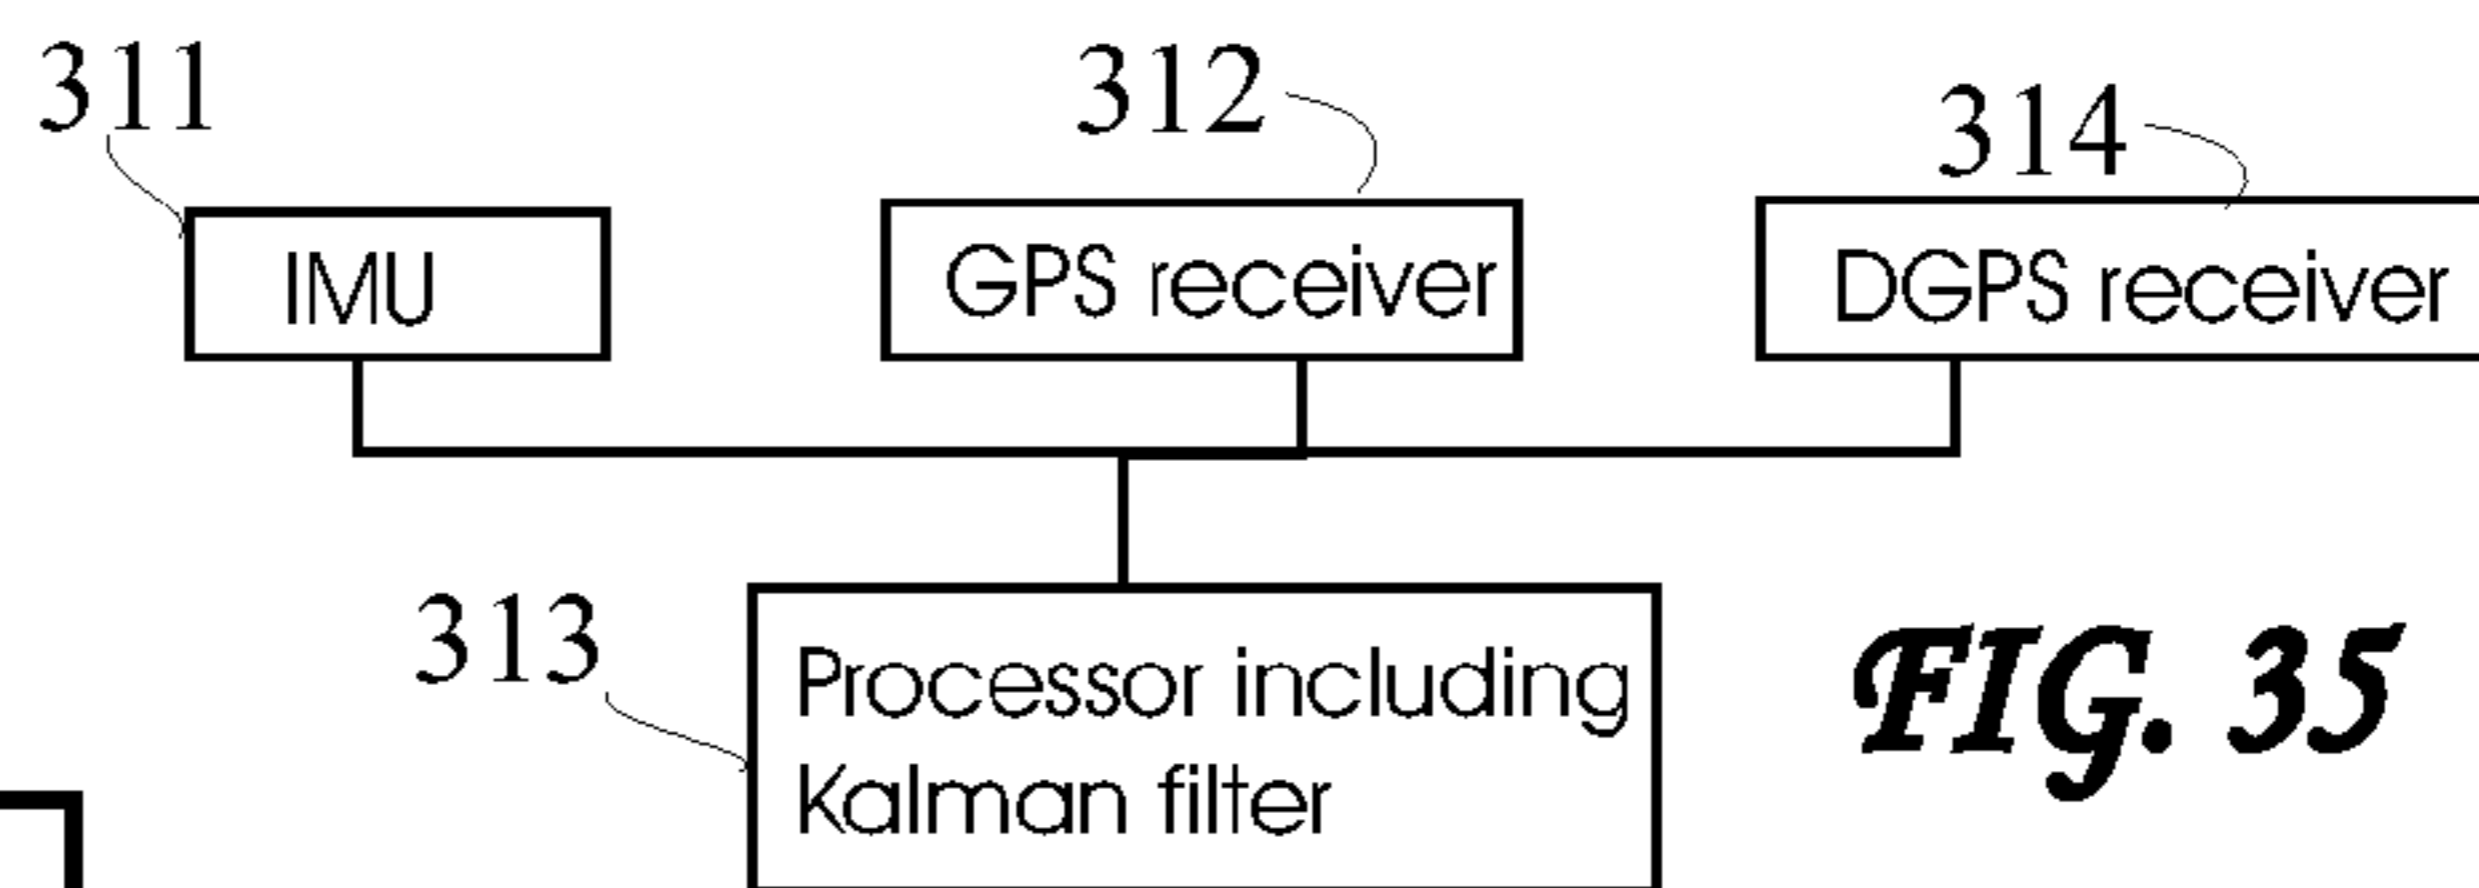 311
312
314
IMU
GPS receiver
DGPS receiver
313
Processor including
Kalman filter
FIG. 35